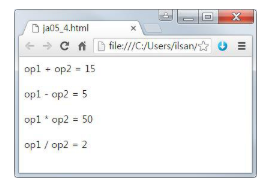 ja05_4.html
file:///C:/Users/ilsan/
op1 + op2 = 15
op1 - op2 = 5
op1 * op2 = 50
op1 / op2 = 2